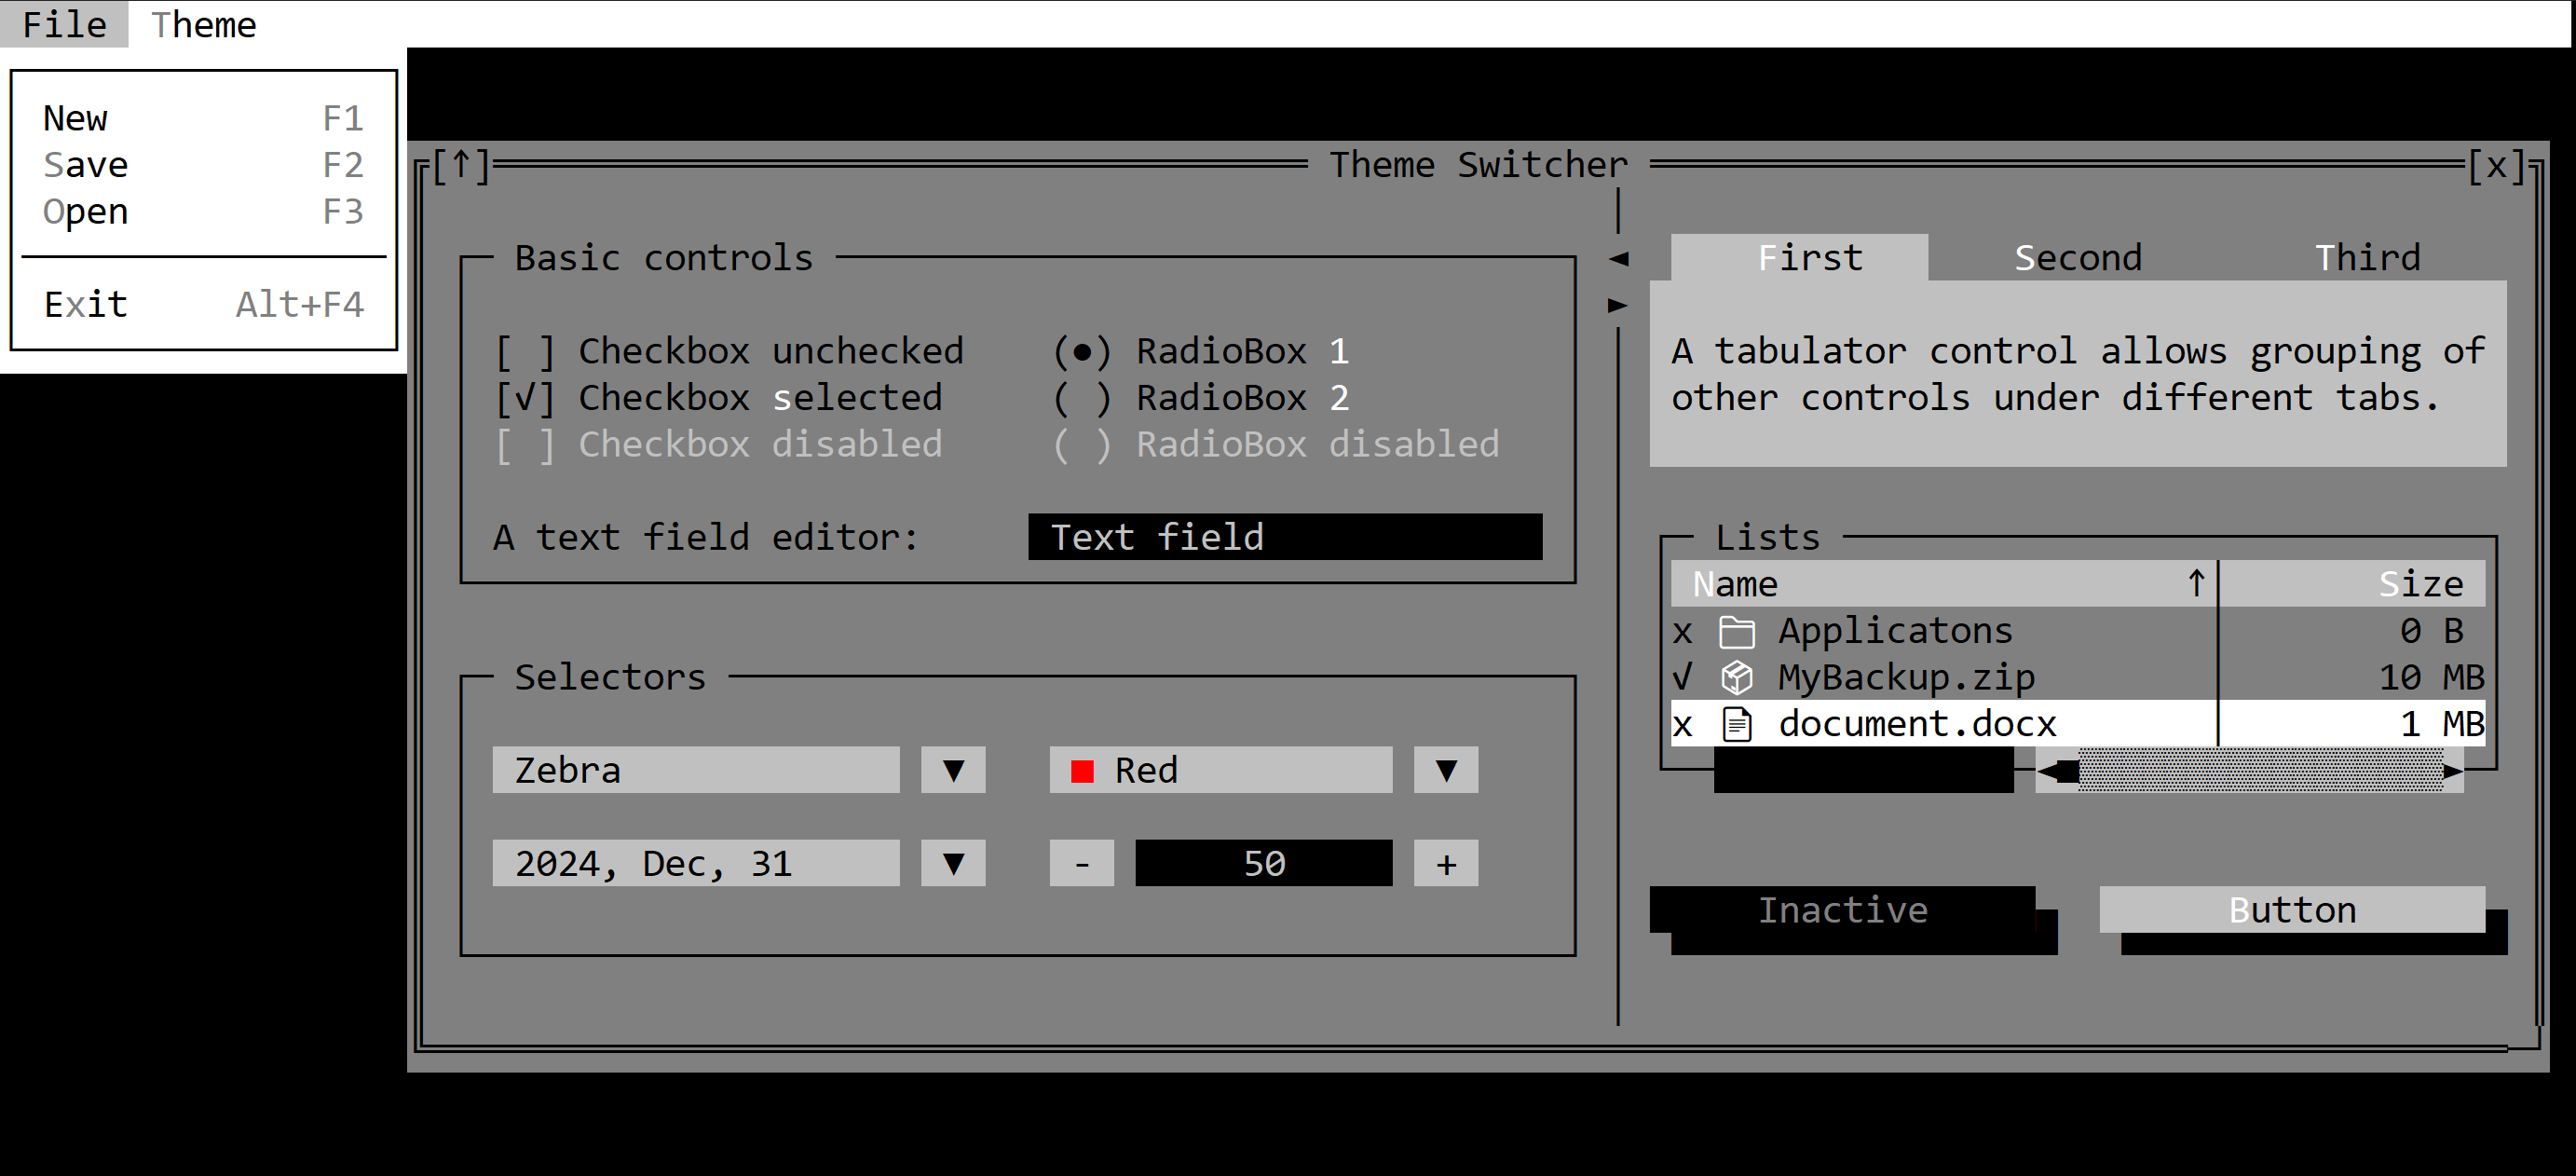 File Theme
New F1
Save F2
Open F3
Exit Alt+F4
[↑] Theme Switcher [x]
Basic controls
[ ] Checkbox unchecked (●) RadioBox 1
[√] Checkbox selected ( ) RadioBox 2
[ ] Checkbox disabled ( ) RadioBox disabled
A text field editor: Text field
Selectors
Zebra ▼ Red ▼
2024, Dec, 31 ▼ - 50 +
◄
►
First Second Third
A tabulator control allows grouping of
other controls under different tabs.
Lists
Name ↑ Size
x Applicatons 0 B
√ MyBackup.zip 10 MB
x document.docx 1 MB
Inactive Button